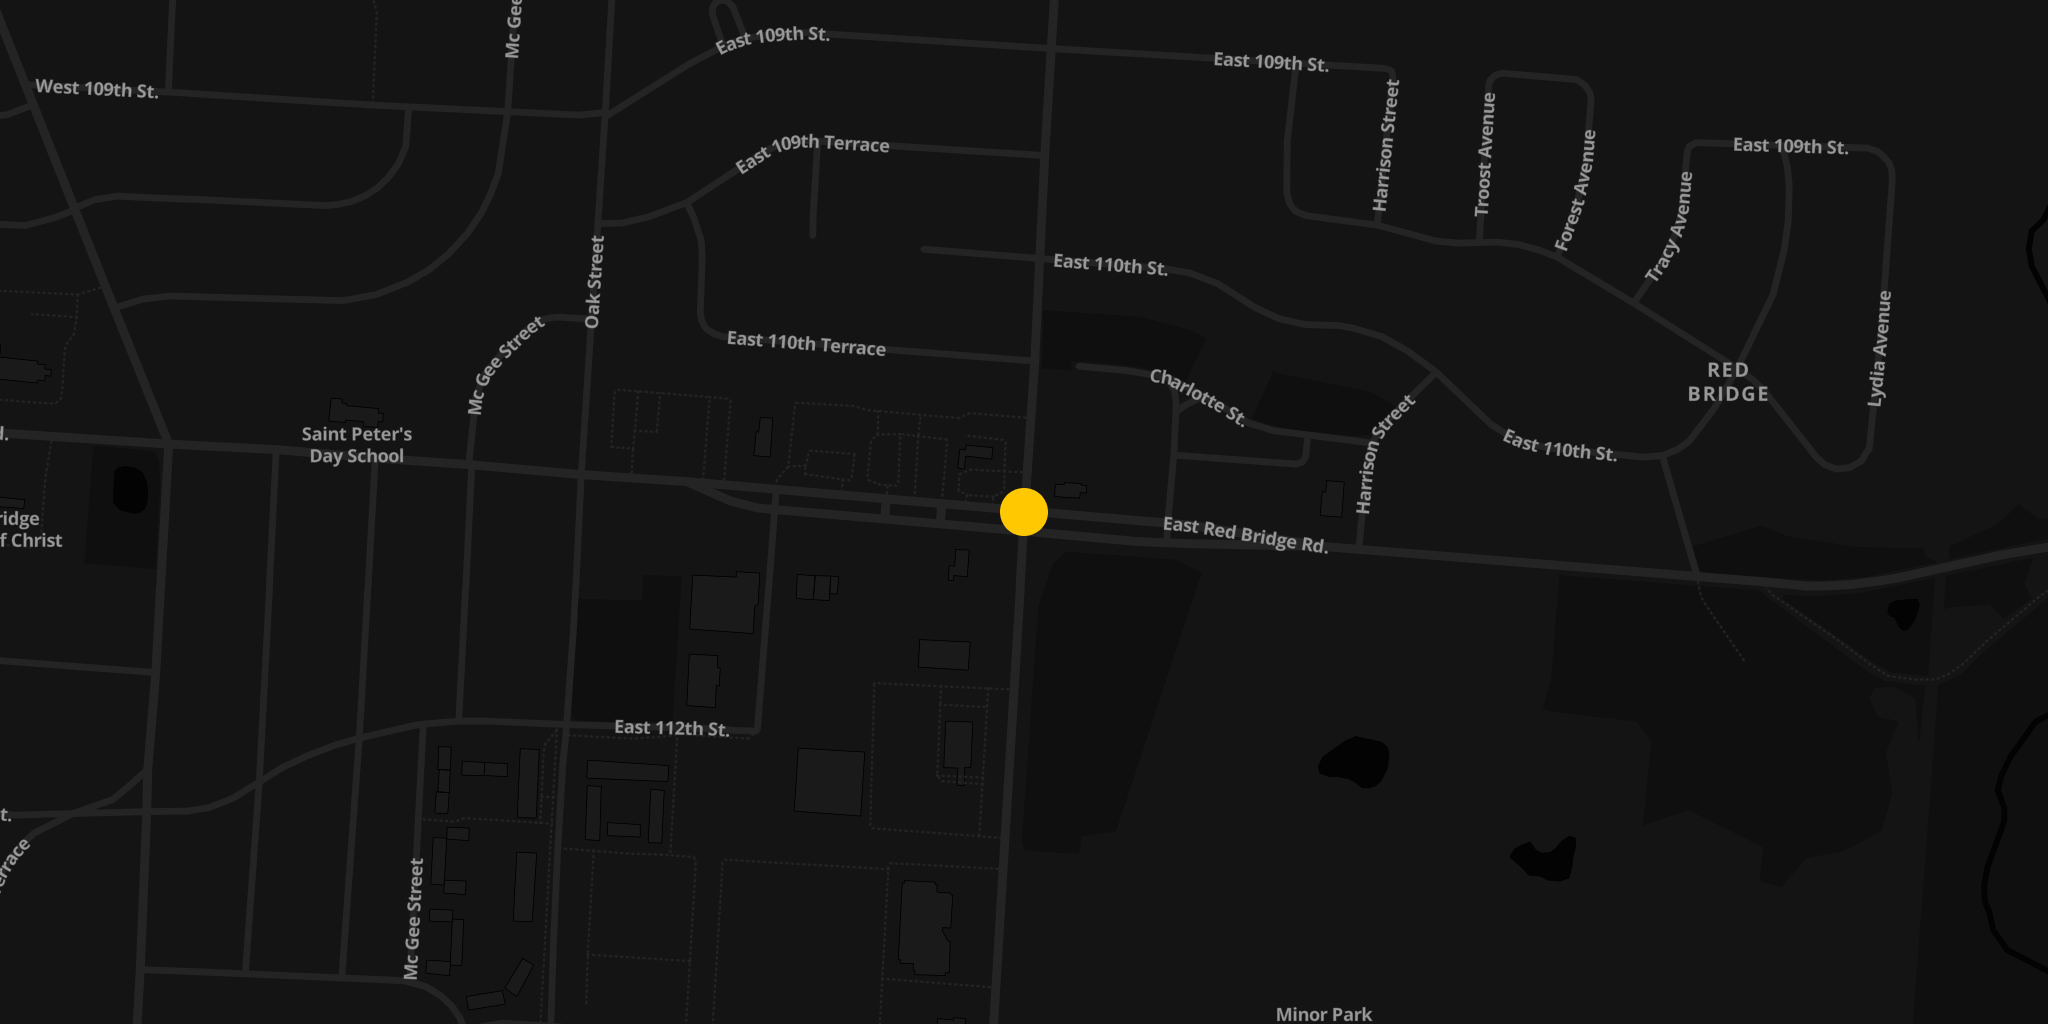 Mc Gee
East 109th St.
East 109th St.
West 109th St.
Harrison Street
Troost Avenue
Forest Avenue
East 109th St.
East 109th Terrace
Tracy Avenue
Oak Street
East 110th St.
Mc Gee Street
East 110th Terrace
Lydia Avenue
RED
BRIDGE
Charlotte St.
Harrison Street
d.
Saint Peter's
Day School
East 110th St.
ridge
f Christ
East Red Bridge Rd.
East 112th St.
t.
errace
Mc Gee Street
Minor Park